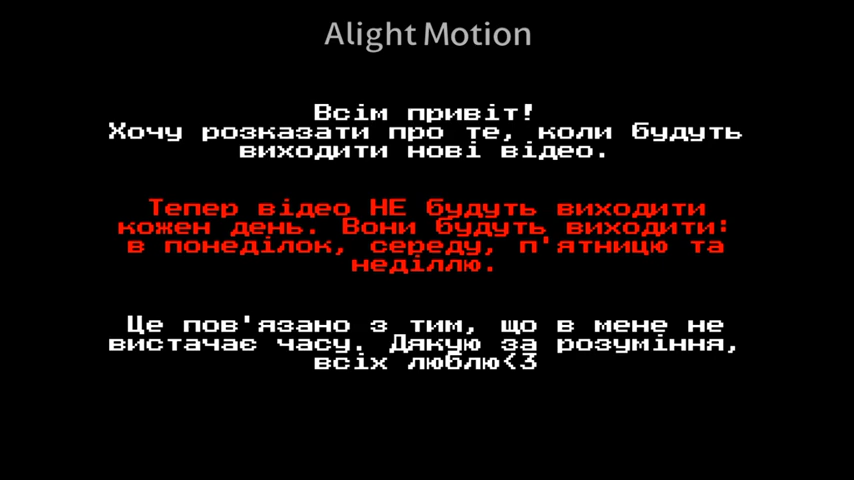 Alight Motion
Всім привіт!
Хочу розказати про те, коли будуть
виходити нові відео.
Тепер відео НЕ будуть виходити
кожен день. Вони будуть виходити:
в понеділок, середу, п'ятницю та
неділлю.
Це пов'язано з тим, що в мене не
вистачає часу. Дякую за розуміння,
всіх люблю<3